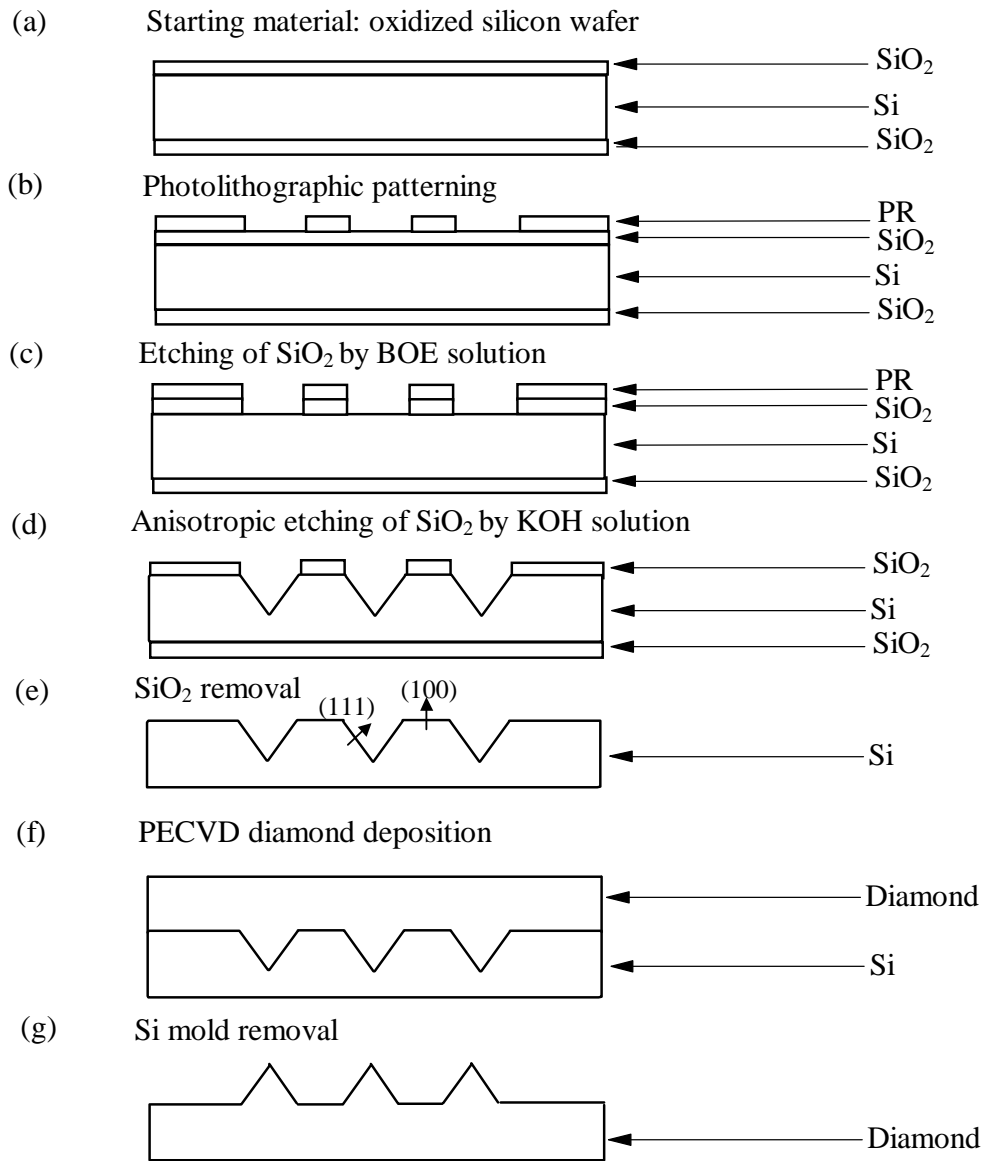 (a) Starting material: oxidized silicon wafer
SiO₂
Si
SiO₂
(b) Photolithographic patterning
PR
SiO₂
Si
SiO₂
(c) Etching of SiO₂ by BOE solution
PR
SiO₂
Si
SiO₂
(d) Anisotropic etching of SiO₂ by KOH solution
SiO₂
Si
SiO₂
(e) SiO₂ removal
(111) (100)
Si
(f) PECVD diamond deposition
Diamond
Si
(g) Si mold removal
Diamond